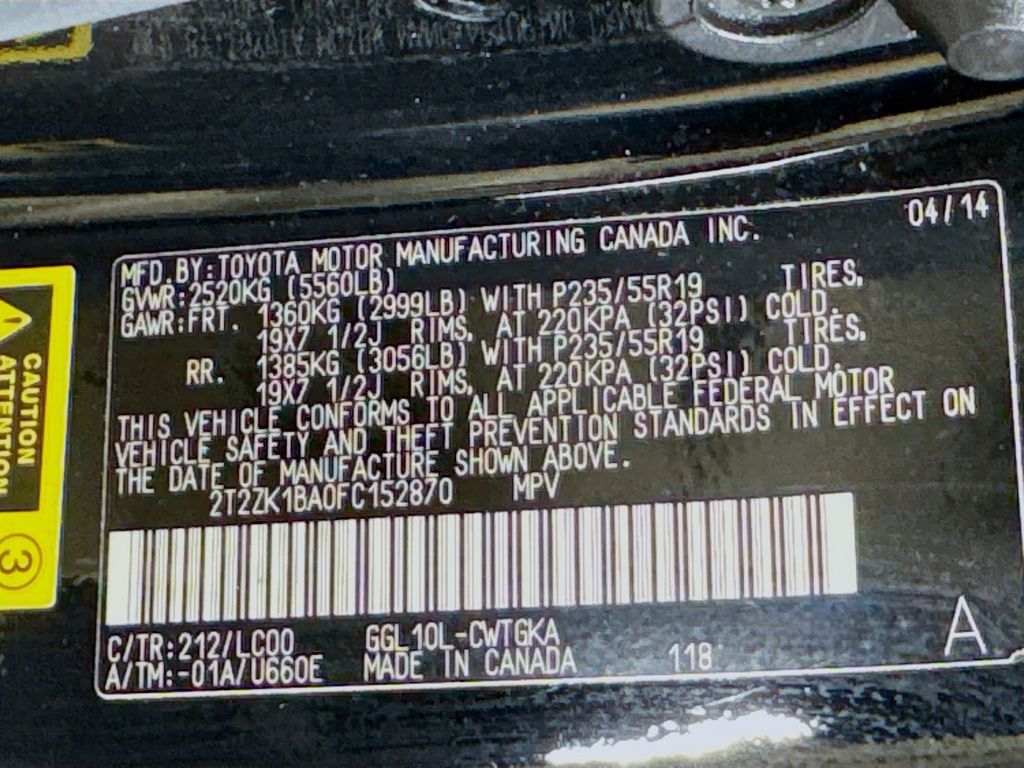 MFD. BY: TOYOTA MOTOR MANUFACTURING CANADA INC. 04/14
GVWR: 2520KG (5560LB)
GAWR: FRT. 1360KG (2999LB) WITH P235/55R19 TIRES,
19X7 1/2J RIMS, AT 220KPA (32PSI) COLD.
RR. 1385KG (3056LB) WITH P235/55R19 TIRES,
19X7 1/2J RIMS, AT 220KPA (32PSI) COLD.
THIS VEHICLE CONFORMS TO ALL APPLICABLE FEDERAL MOTOR
VEHICLE SAFETY AND THEFT PREVENTION STANDARDS IN EFFECT ON
THE DATE OF MANUFACTURE SHOWN ABOVE.
2T2ZK1BA0FC152870 MPV
C/TR: 212/LC00 GGL10L-CWTGKA
A/TM: -01A/U660E MADE IN CANADA 118 A
CAUTION
ATTENTION
3